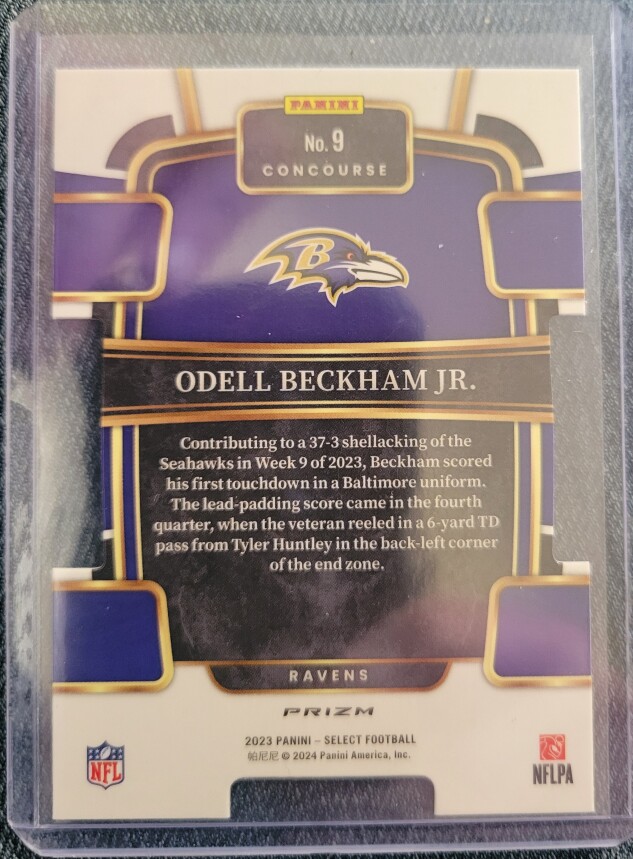 PANINI
No. 9
CONCOURSE
B
ODELL BECKHAM JR.
Contributing to a 37-3 shellacking of the
Seahawks in Week 9 of 2023, Beckham scored
his first touchdown in a Baltimore uniform.
The lead-padding score came in the fourth
quarter, when the veteran reeled in a 6-yard TD
pass from Tyler Huntley in the back-left corner
of the end zone.
RAVENS
PRIZM
2023 PANINI – SELECT FOOTBALL
帕尼尼 © 2024 Panini America, Inc.
NFL
NFLPA